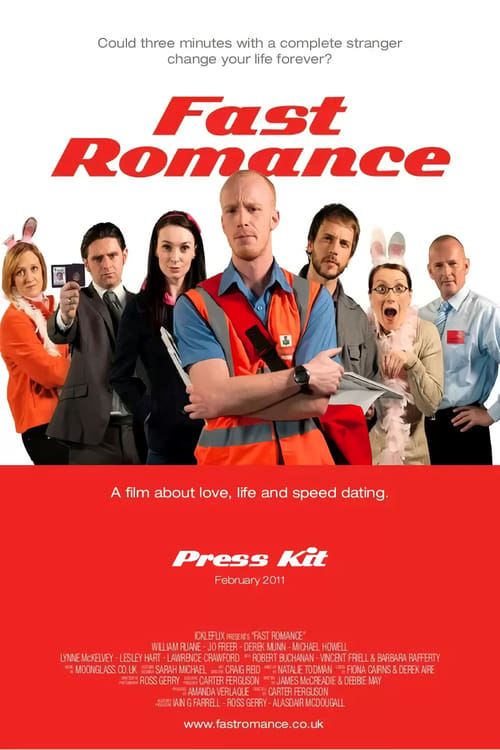 Could three minutes with a complete stranger
change your life forever?
Fast
Romance
A film about love, life and speed dating.
Press Kit
February 2011
ICKLEFLIX PRESENTS "FAST ROMANCE"
WILLIAM RUANE - JO FREER - DEREK MUNN - MICHAEL HOWELL
LYNNE McKELVEY - LESLEY HART - LAWRENCE CRAWFORD - WITH ROBERT BUCHANAN - VINCENT FRIELL & BARBARA RAFFERTY
MOONGLASS.CO.UK SARAH MICHAEL CRAIG REID NATALIE TODMAN FIONA CAIRNS & DEREK AIRE
ROSS GERRY CARTER FERGUSON JAMES McCREADIE & DEBBIE MAY
AMANDA VERLAQUE CARTER FERGUSON
IAIN G FARRELL - ROSS GERRY - ALASDAIR MCDOUGALL
www.fastromance.co.uk